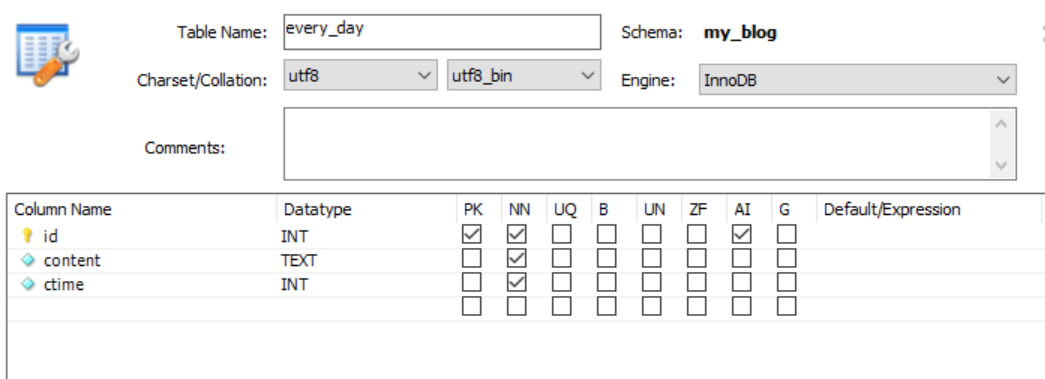 Table Name: every_day Schema: my_blog
Charset/Collation: utf8 utf8_bin Engine: InnoDB
Comments:
Column Name Datatype PK NN UQ B UN ZF AI G Default/Expression
id INT
content TEXT
ctime INT